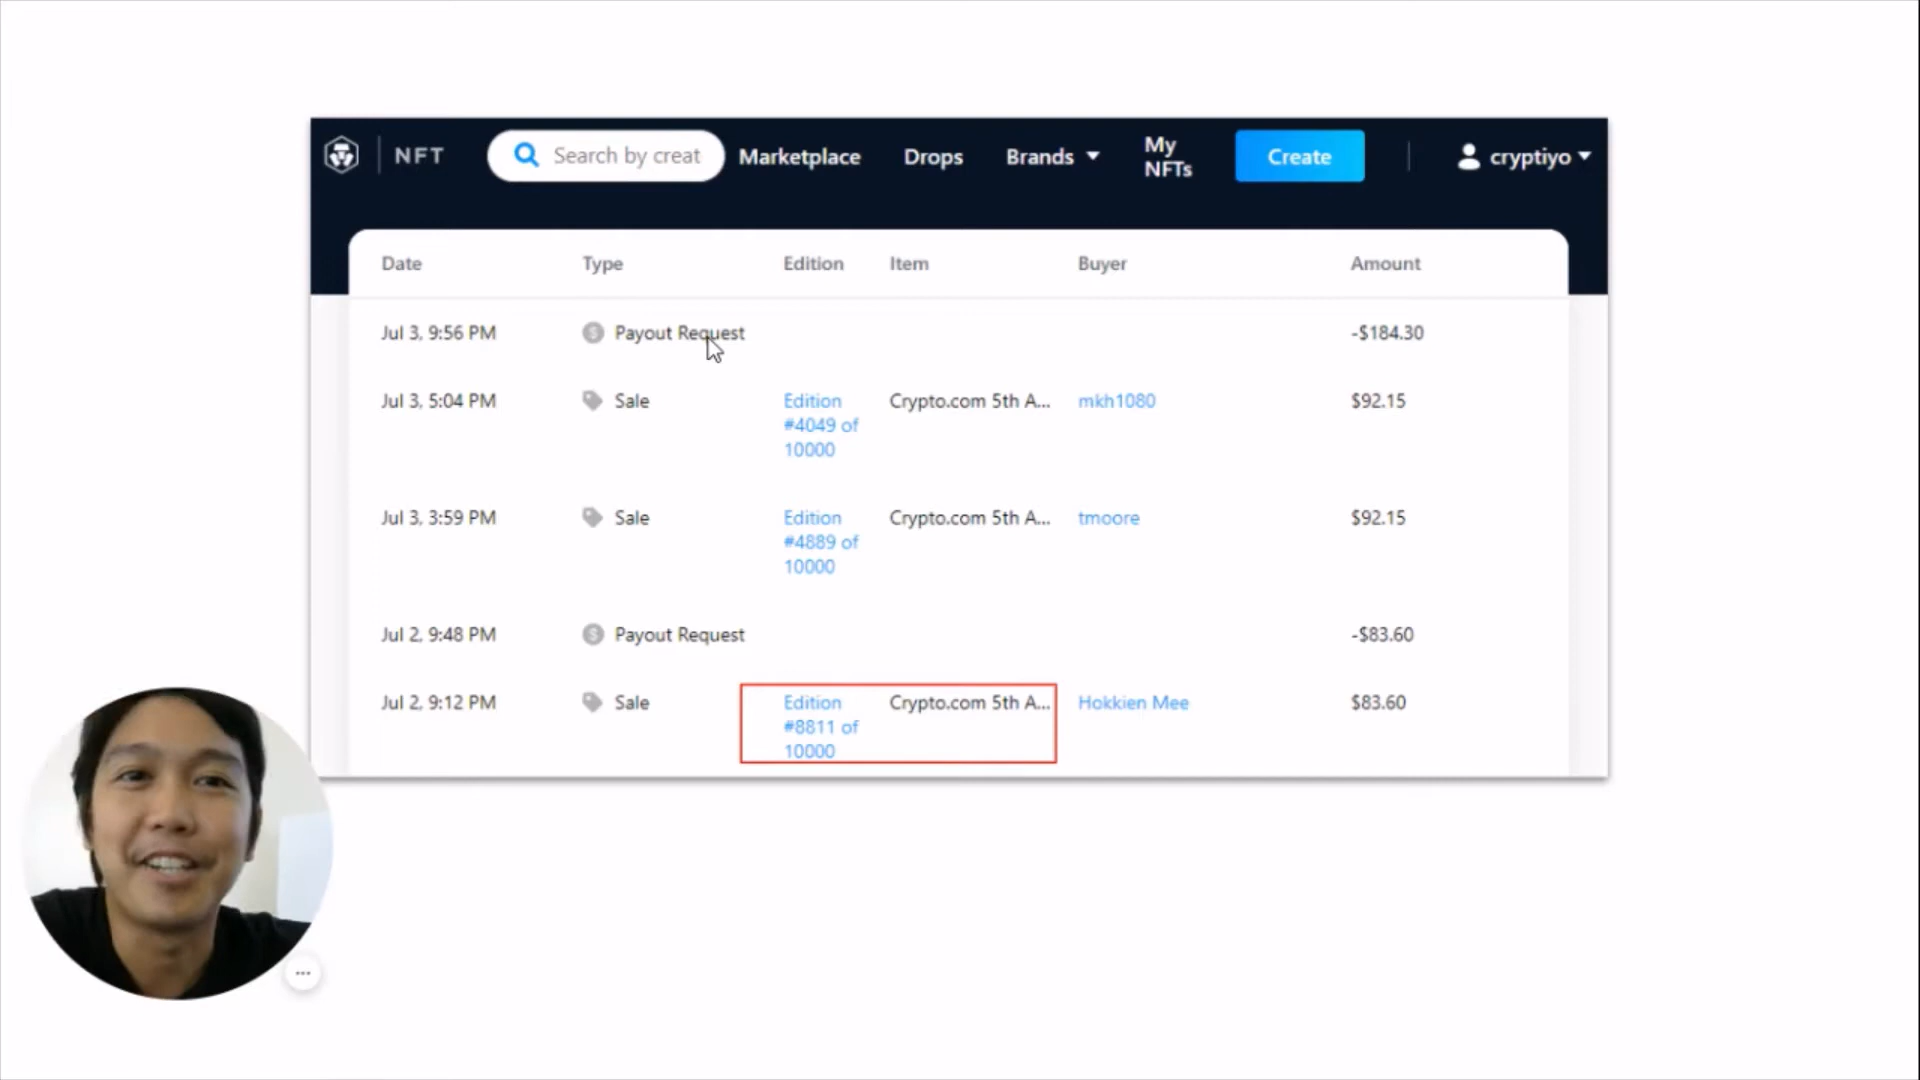 NFT Search by creat Marketplace Drops Brands My NFTs Create cryptiyo
Date Type Edition Item Buyer Amount
Jul 3, 9:56 PM Payout Request -$184.30
Jul 3, 5:04 PM Sale Edition Crypto.com 5th A... mkh1080 $92.15
#4049 of
10000
Jul 3, 3:59 PM Sale Edition Crypto.com 5th A... tmoore $92.15
#4889 of
10000
Jul 2, 9:48 PM Payout Request -$83.60
Jul 2, 9:12 PM Sale Edition Crypto.com 5th A... Hokkien Mee $83.60
#8811 of
10000